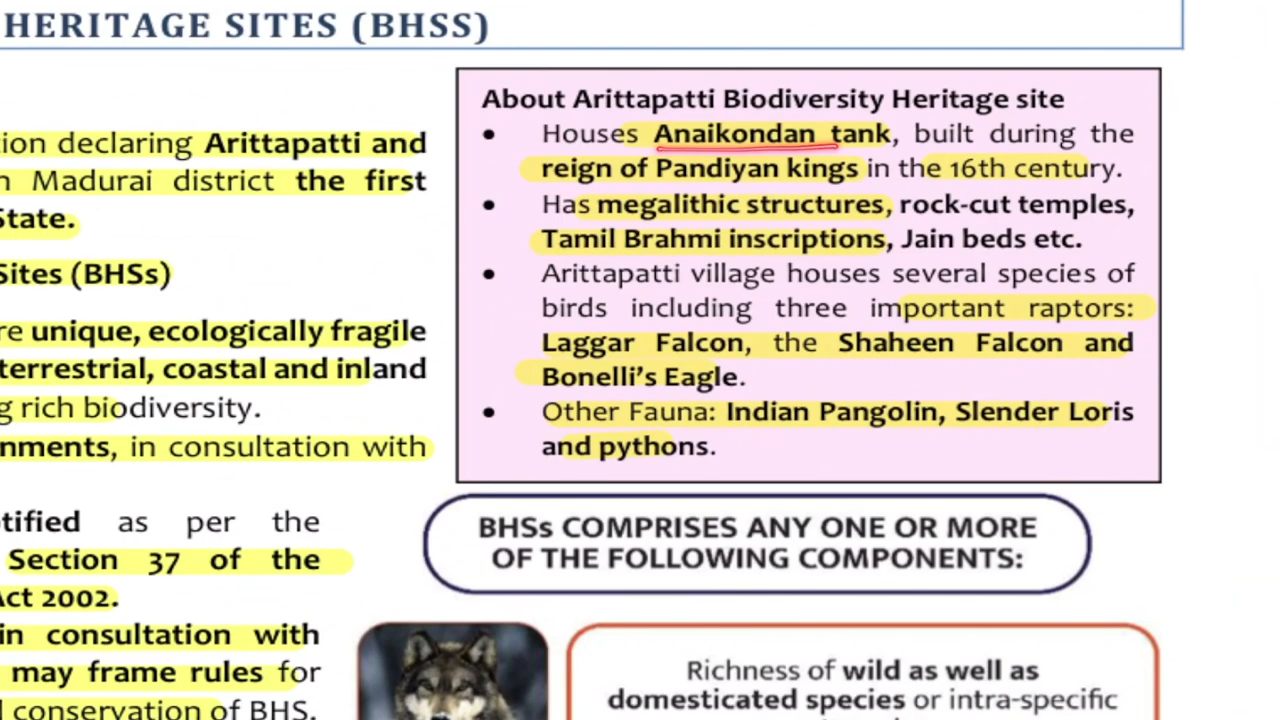 HERITAGE SITES (BHSS)
tion declaring Arittapatti and
n Madurai district the first
State.
Sites (BHSs)
re unique, ecologically fragile
terrestrial, coastal and inland
g rich biodiversity.
nments, in consultation with
tified as per the
Section 37 of the
Act 2002.
in consultation with
may frame rules for
d conservation of BHS.
About Arittapatti Biodiversity Heritage site
• Houses Anaikondan tank, built during the
reign of Pandiyan kings in the 16th century.
• Has megalithic structures, rock-cut temples,
Tamil Brahmi inscriptions, Jain beds etc.
• Arittapatti village houses several species of
birds including three important raptors:
Laggar Falcon, the Shaheen Falcon and
Bonelli's Eagle.
• Other Fauna: Indian Pangolin, Slender Loris
and pythons.
BHSs COMPRISES ANY ONE OR MORE
OF THE FOLLOWING COMPONENTS:
Richness of wild as well as
domesticated species or intra-specific